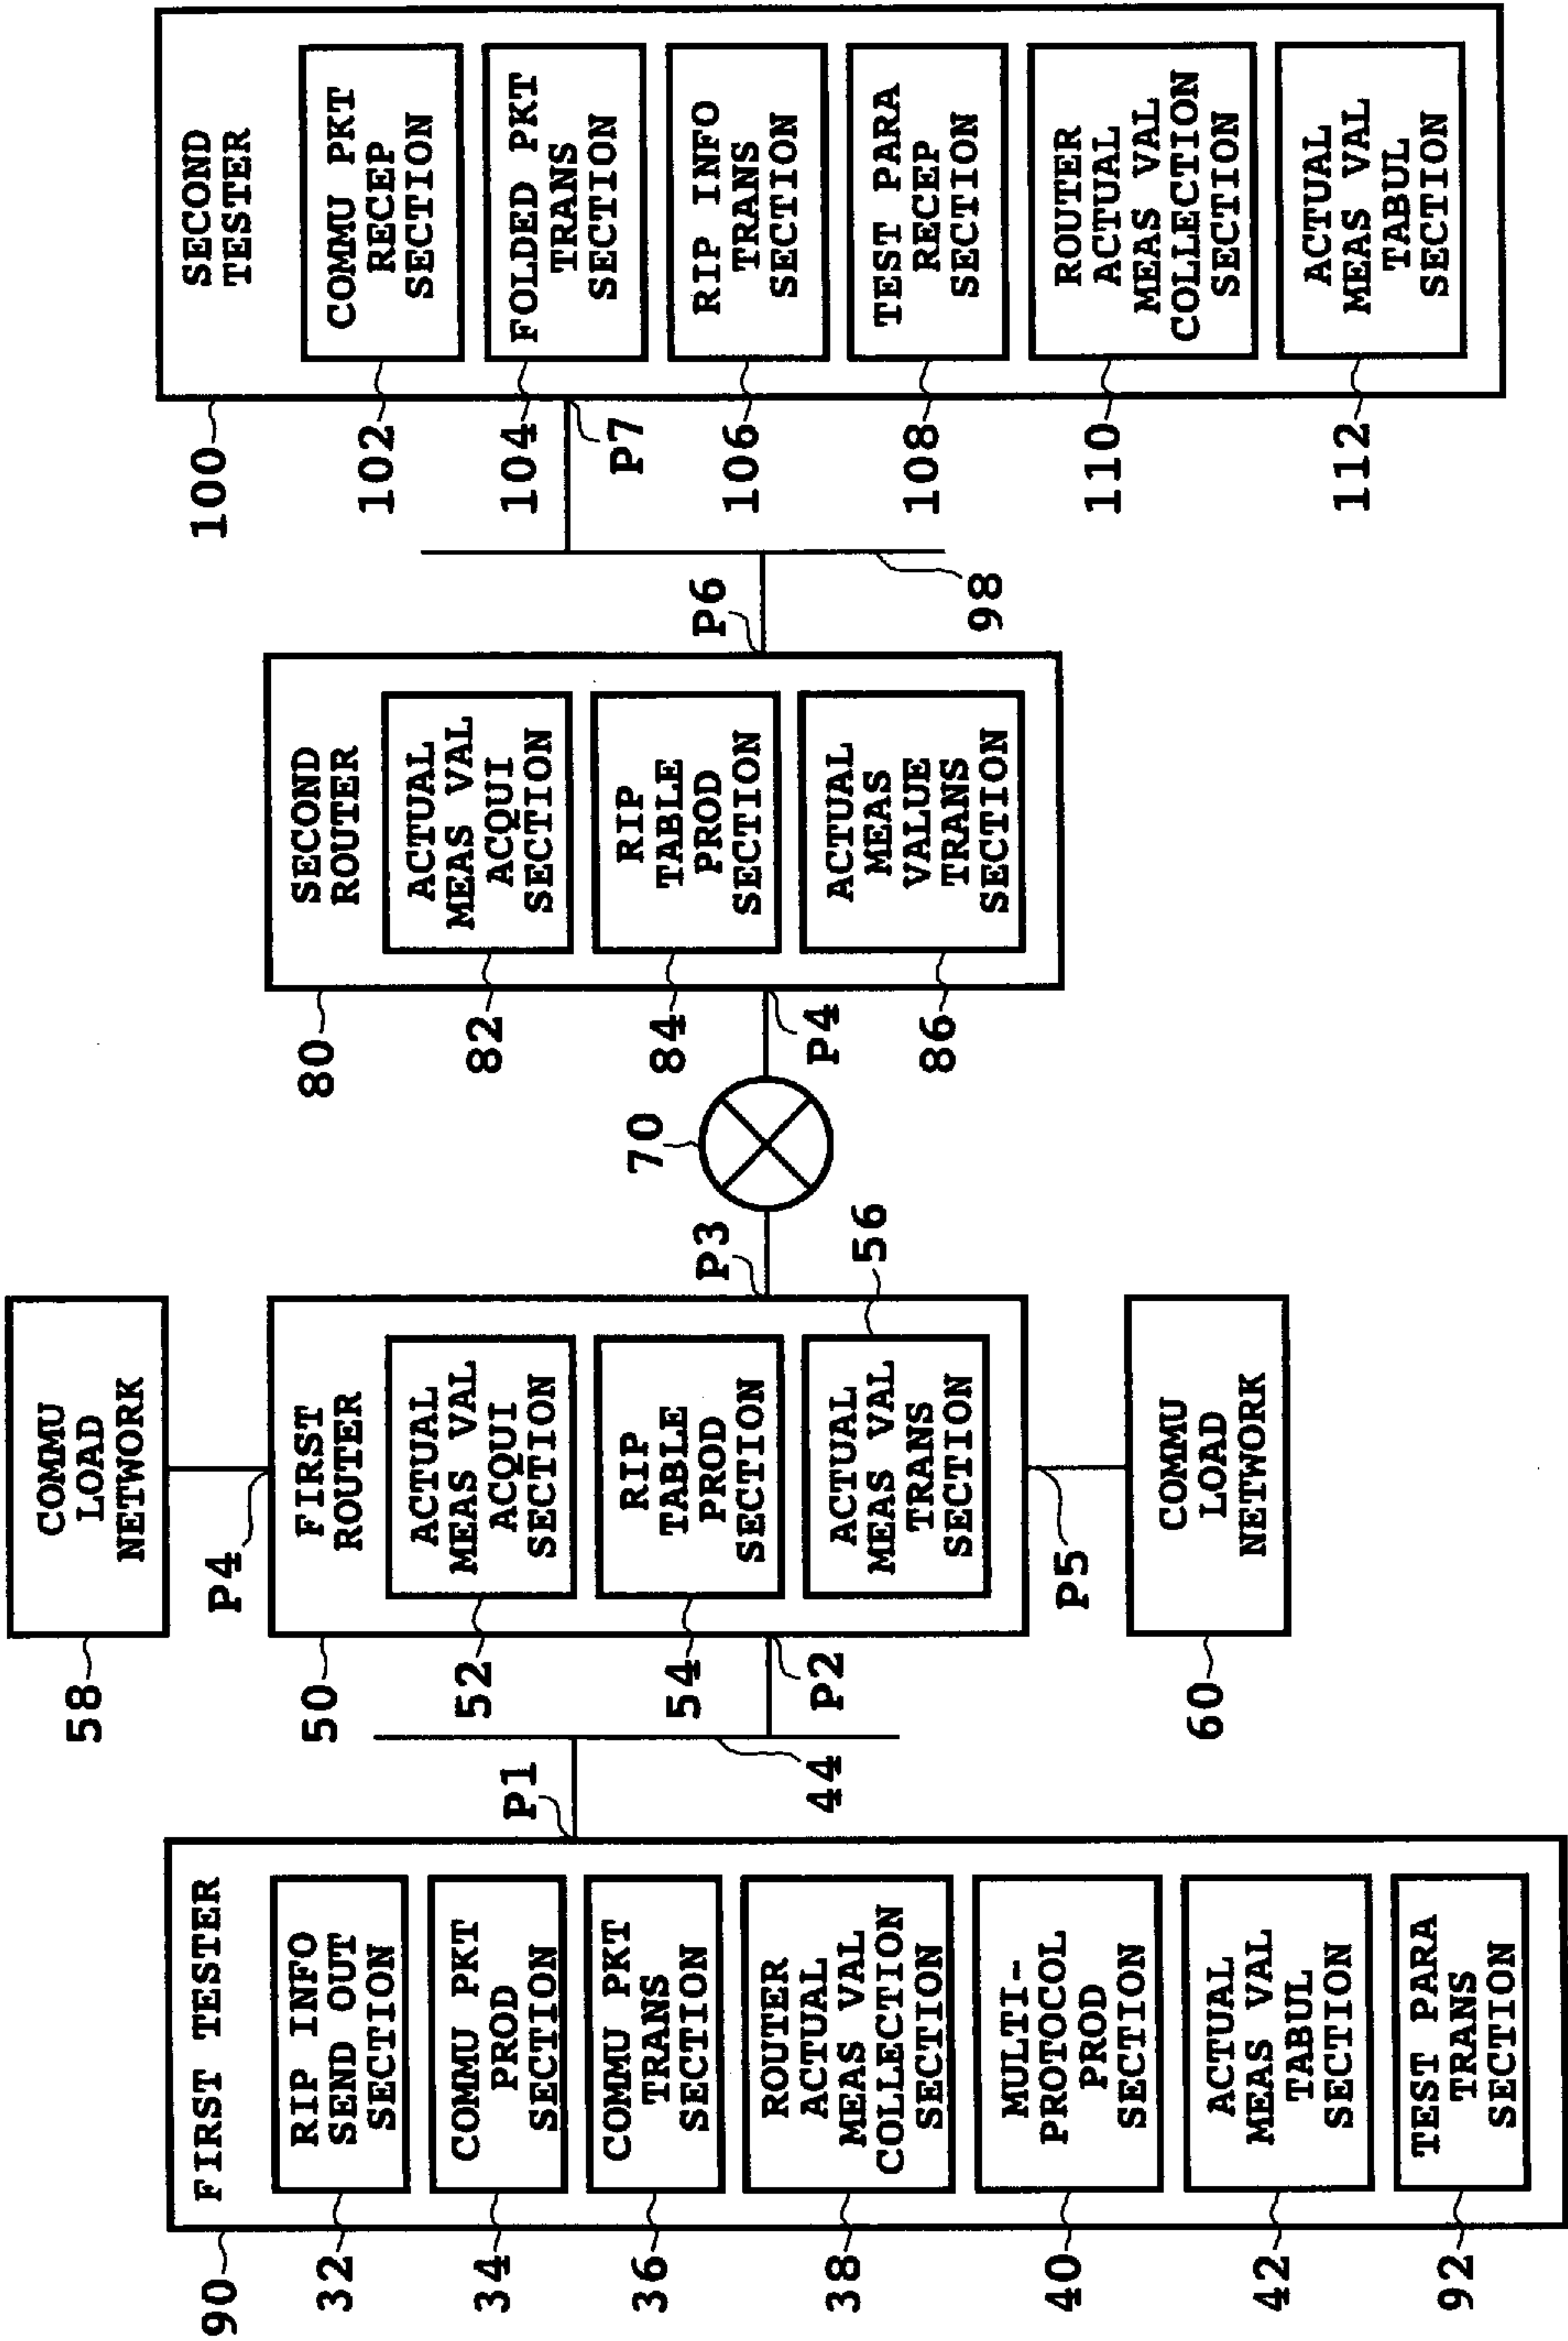 90
FIRST TESTER
32
RIP INFO
SEND OUT
SECTION
34
COMMU PKT
PROD
SECTION
36
COMMU PKT
TRANS
SECTION
38
ROUTER
ACTUAL
MEAS VAL
COLLECTION
SECTION
40
MULTI-
PROTOCOL
PROD
SECTION
42
ACTUAL
MEAS VAL
TABUL
SECTION
92
TEST PARA
TRANS
SECTION
P1
44
P2
58
COMMU
LOAD
NETWORK
P4
50
FIRST
ROUTER
52
ACTUAL
MEAS VAL
ACQUI
SECTION
54
RIP
TABLE
PROD
SECTION
56
ACTUAL
MEAS VAL
TRANS
SECTION
P5
60
COMMU
LOAD
NETWORK
P3
70
P4
80
SECOND
ROUTER
82
ACTUAL
MEAS VAL
ACQUI
SECTION
84
RIP
TABLE
PROD
SECTION
86
ACTUAL
MEAS
VALUE
TRANS
SECTION
P6
98
P7
100
SECOND
TESTER
102
COMMU PKT
RECEP
SECTION
104
FOLDED PKT
TRANS
SECTION
106
RIP INFO
TRANS
SECTION
108
TEST PARA
RECEP
SECTION
110
ROUTER
ACTUAL
MEAS VAL
COLLECTION
SECTION
112
ACTUAL
MEAS VAL
TABUL
SECTION